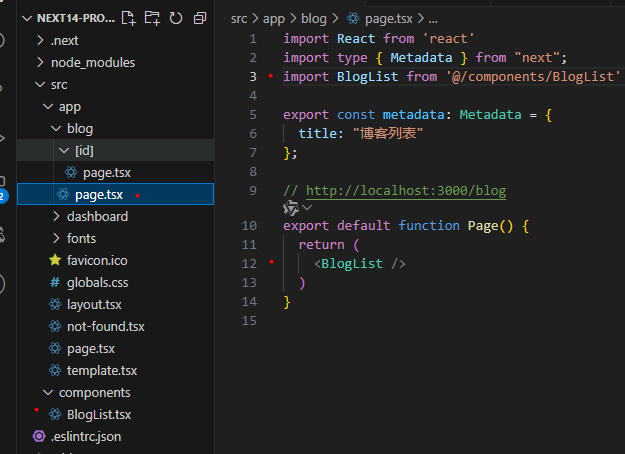 NEXT14-PRO...
.next
node_modules
src
app
blog
[id]
page.tsx
page.tsx
dashboard
fonts
favicon.ico
globals.css
layout.tsx
not-found.tsx
page.tsx
template.tsx
components
BlogList.tsx
.eslintrc.json
src > app > blog > page.tsx > ...
1 import React from 'react'
2 import type { Metadata } from "next";
3 import BlogList from '@/components/BlogList'
4
5 export const metadata: Metadata = {
6 title: "博客列表"
7 };
8
9 // http://localhost:3000/blog
10 export default function Page() {
11 return (
12 <BlogList />
13 )
14 }
15